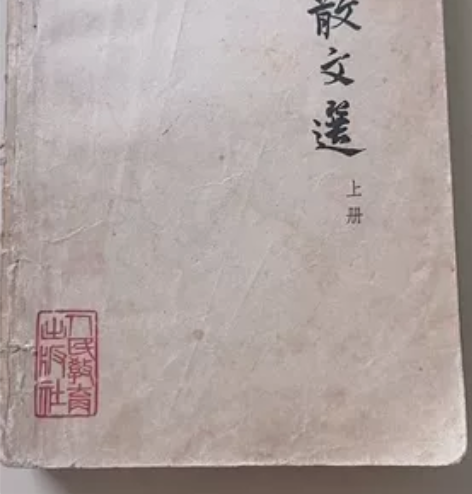 散文選
上册
人民教育
出版社